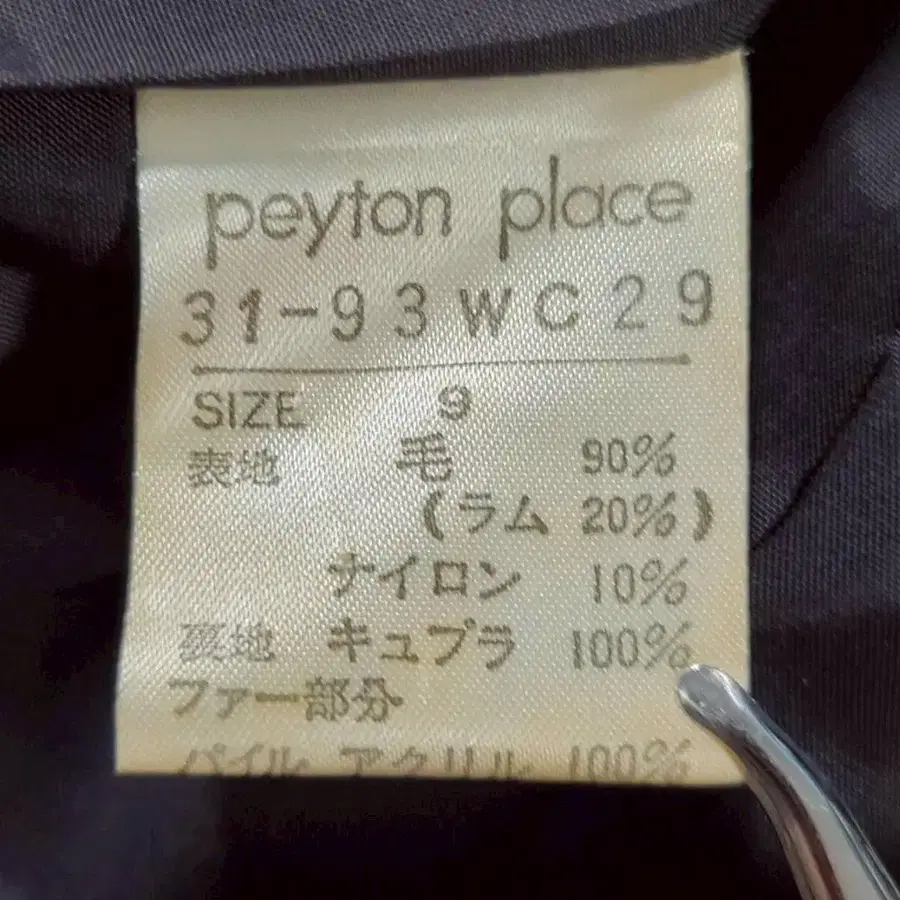 peyton place
31-93WC29
SIZE 9
表地 毛 90%
(ラム 20%)
ナイロン 10%
裏地 キュプラ 100%
ファー部分
パイル アクリル 100%